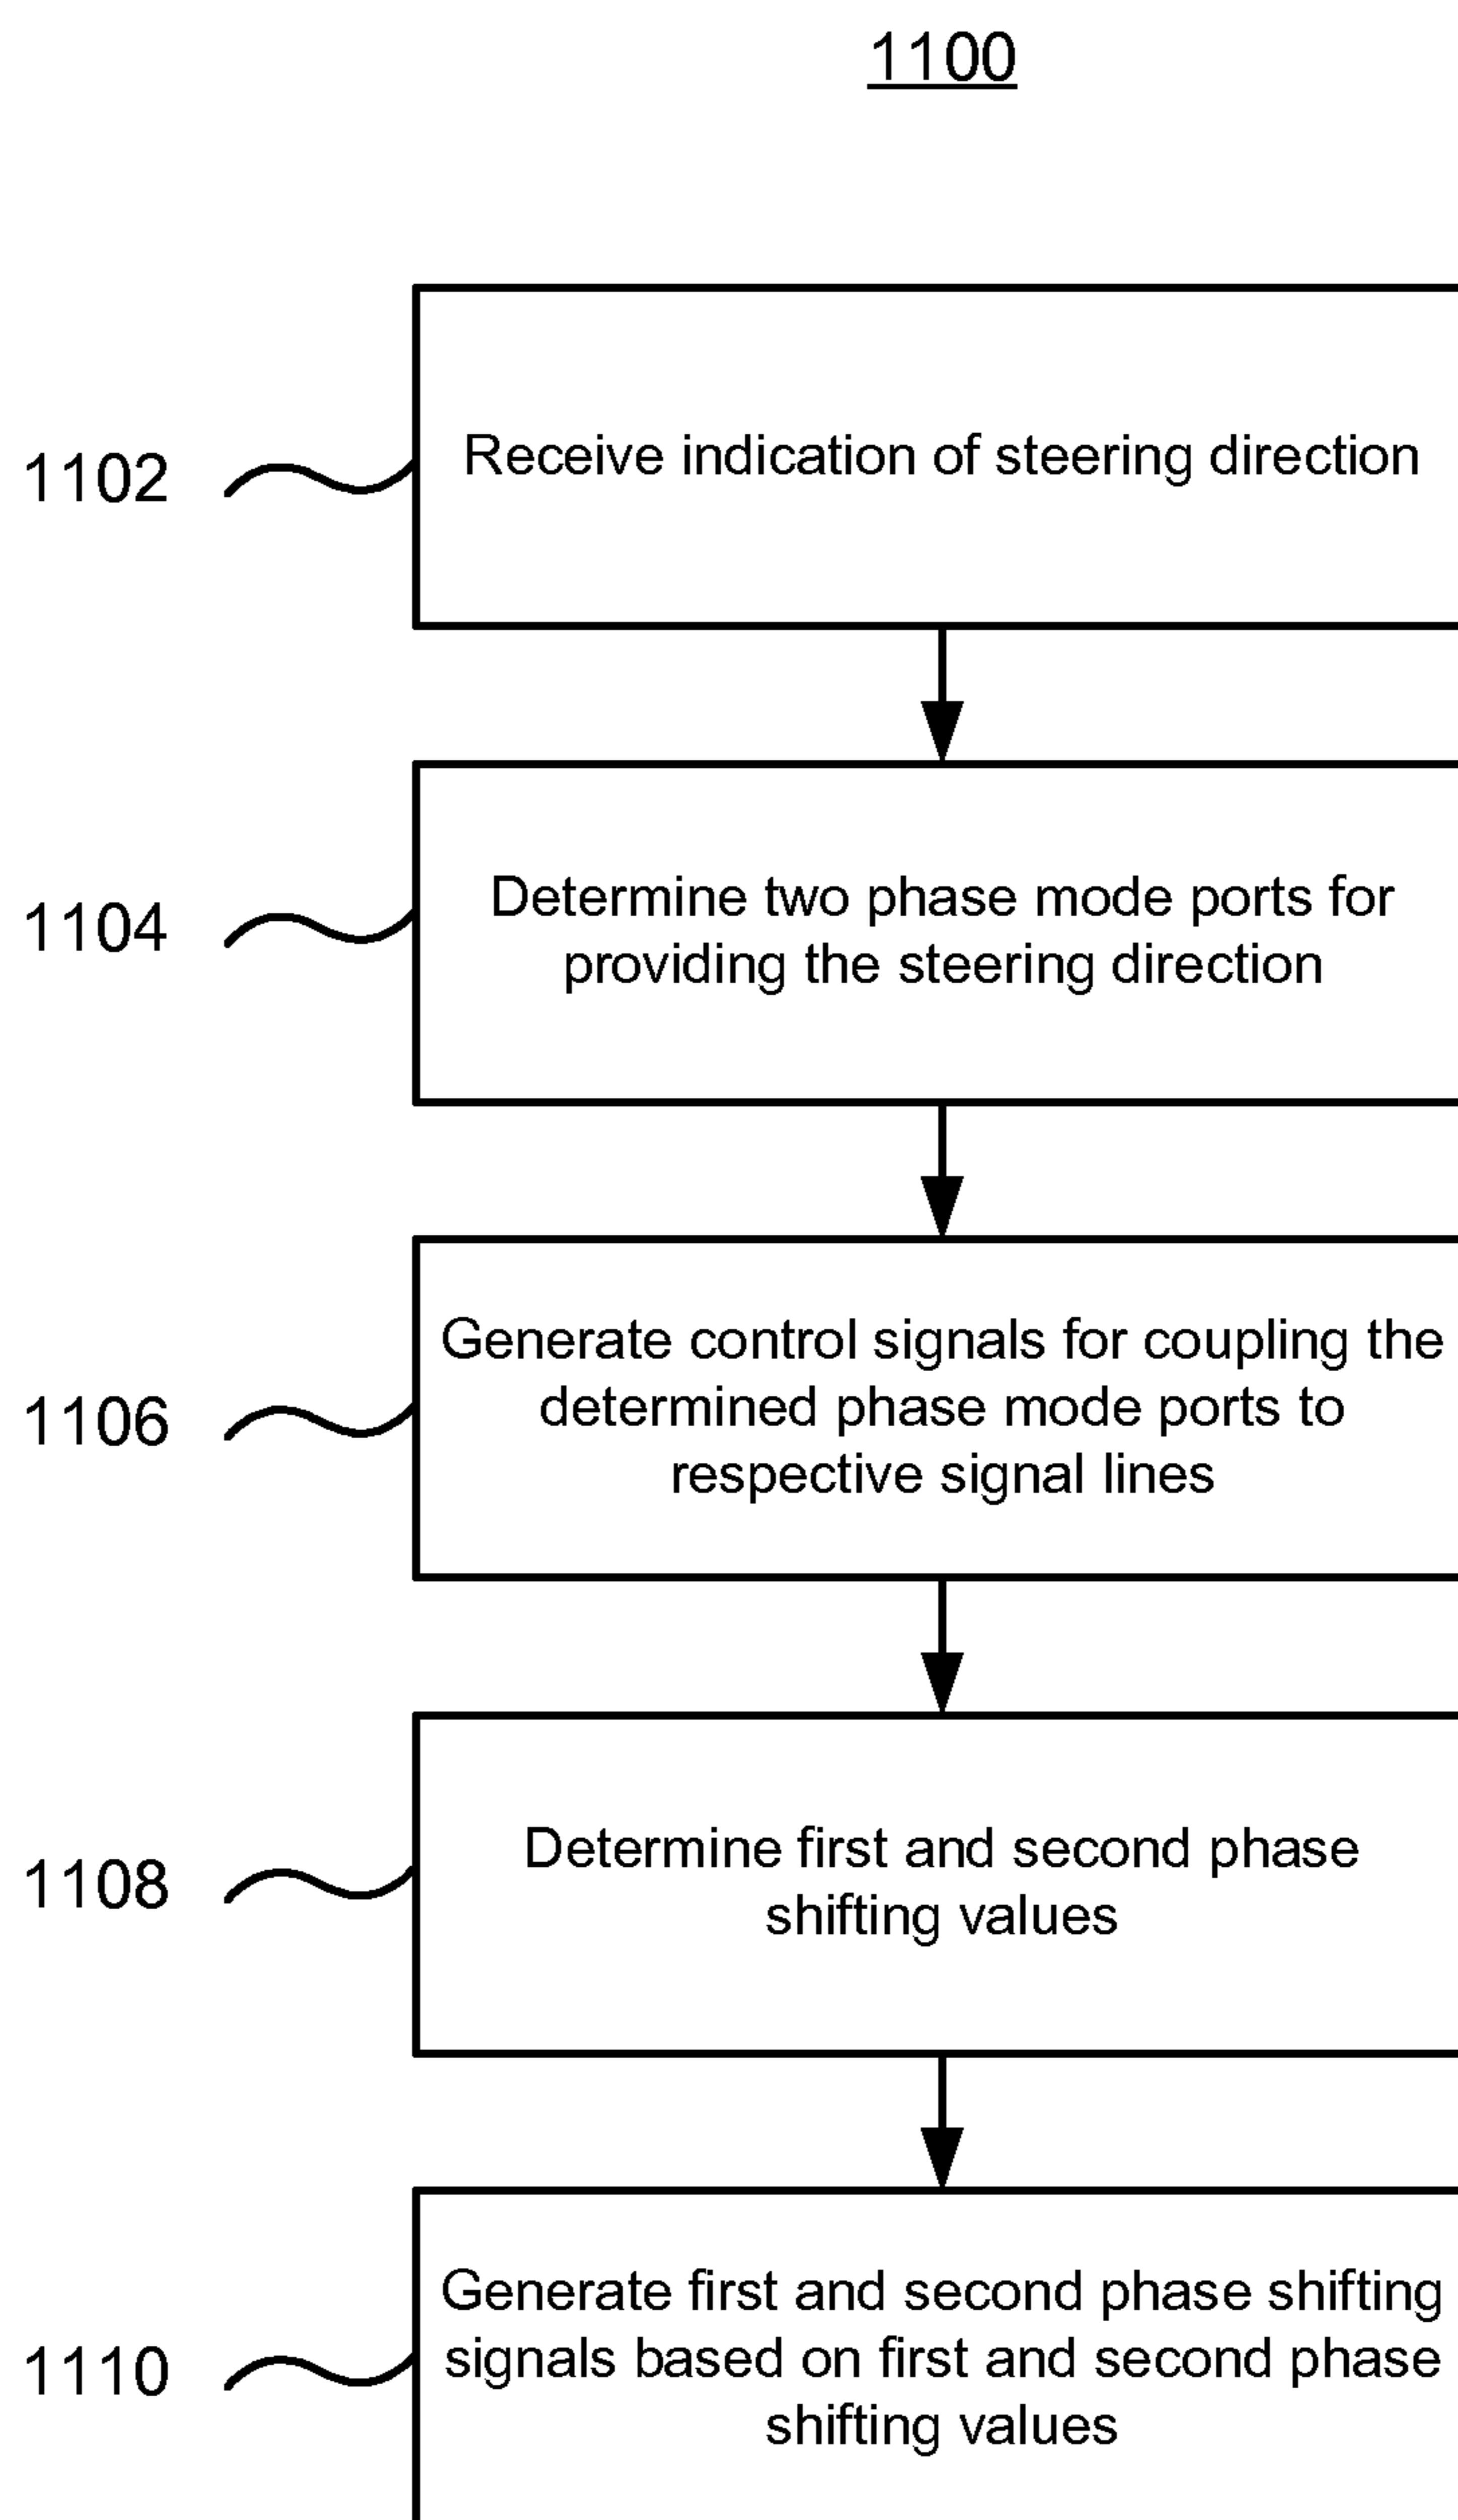 1100
1102
Receive indication of steering direction
1104
Determine two phase mode ports for
providing the steering direction
1106
Generate control signals for coupling the
determined phase mode ports to
respective signal lines
1108
Determine first and second phase
shifting values
1110
Generate first and second phase shifting
signals based on first and second phase
shifting values